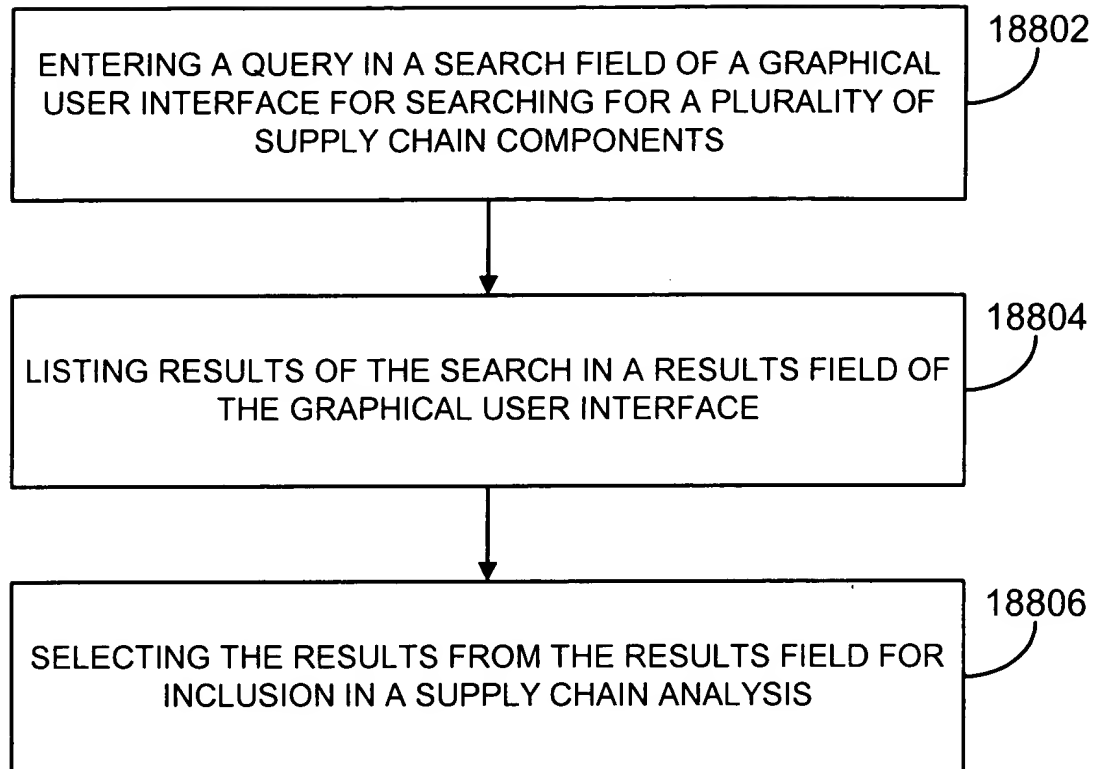 18802
ENTERING A QUERY IN A SEARCH FIELD OF A GRAPHICAL
USER INTERFACE FOR SEARCHING FOR A PLURALITY OF
SUPPLY CHAIN COMPONENTS
18804
LISTING RESULTS OF THE SEARCH IN A RESULTS FIELD OF
THE GRAPHICAL USER INTERFACE
18806
SELECTING THE RESULTS FROM THE RESULTS FIELD FOR
INCLUSION IN A SUPPLY CHAIN ANALYSIS